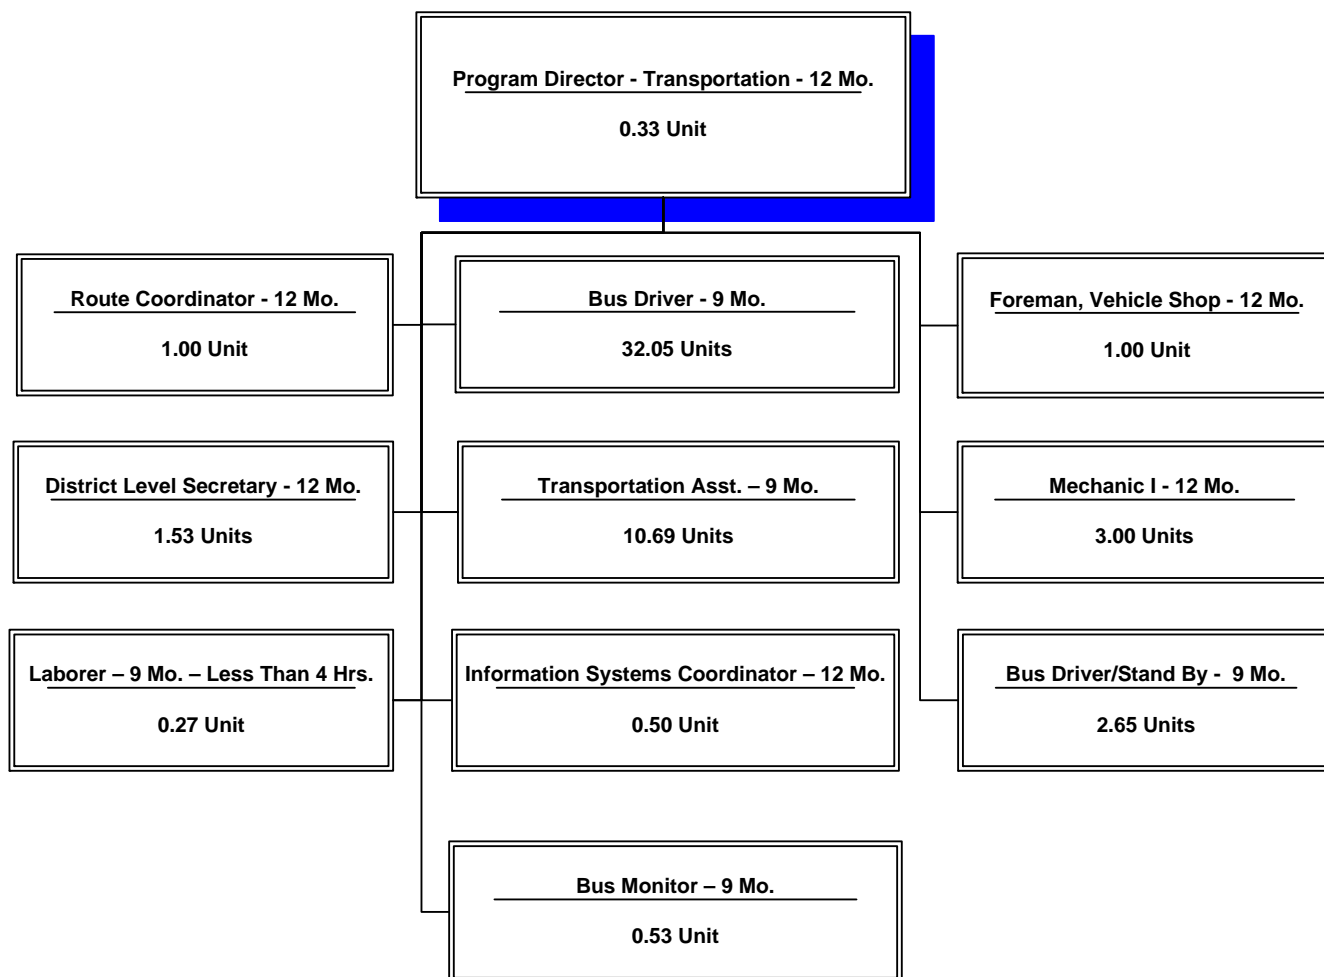 Program Director - Transportation - 12 Mo.
0.33 Unit
Route Coordinator - 12 Mo.
1.00 Unit
Bus Driver - 9 Mo.
32.05 Units
Foreman, Vehicle Shop - 12 Mo.
1.00 Unit
District Level Secretary - 12 Mo.
1.53 Units
Transportation Asst. – 9 Mo.
10.69 Units
Mechanic I - 12 Mo.
3.00 Units
Laborer – 9 Mo. – Less Than 4 Hrs.
0.27 Unit
Information Systems Coordinator – 12 Mo.
0.50 Unit
Bus Driver/Stand By -  9 Mo.
2.65 Units
Bus Monitor – 9 Mo.
0.53 Unit